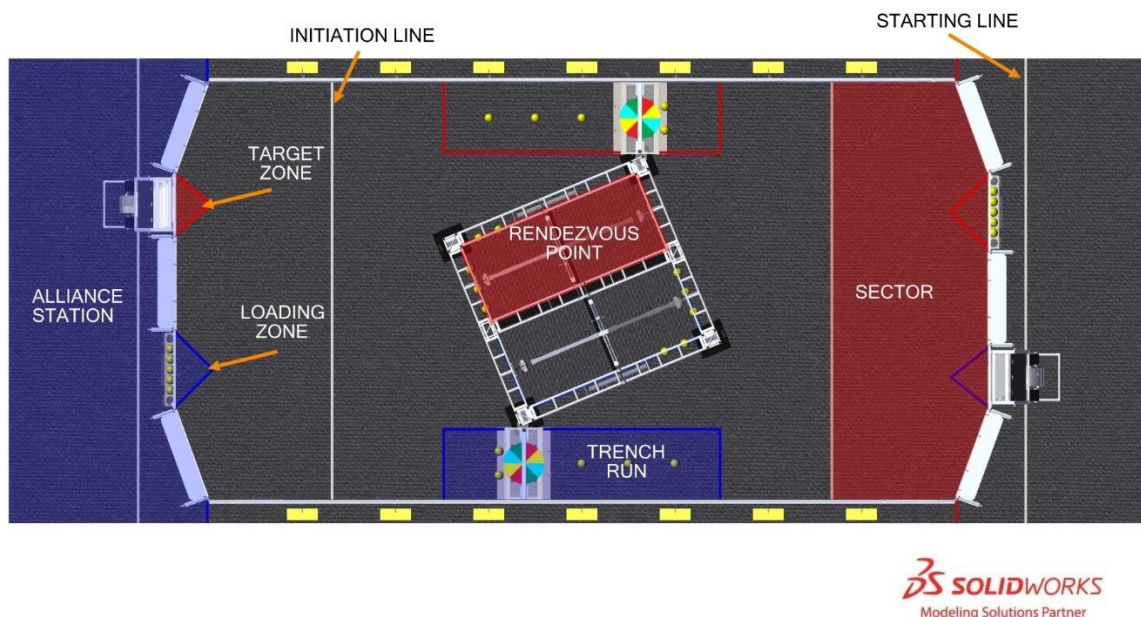 STARTING LINE
INITIATION LINE
TARGET
ZONE
RENDEZVOUS
POINT
ALLIANCE
STATION
LOADING
ZONE
SECTOR
TRENCH
RUN
SOLIDWORKS
Modeling Solutions Partner